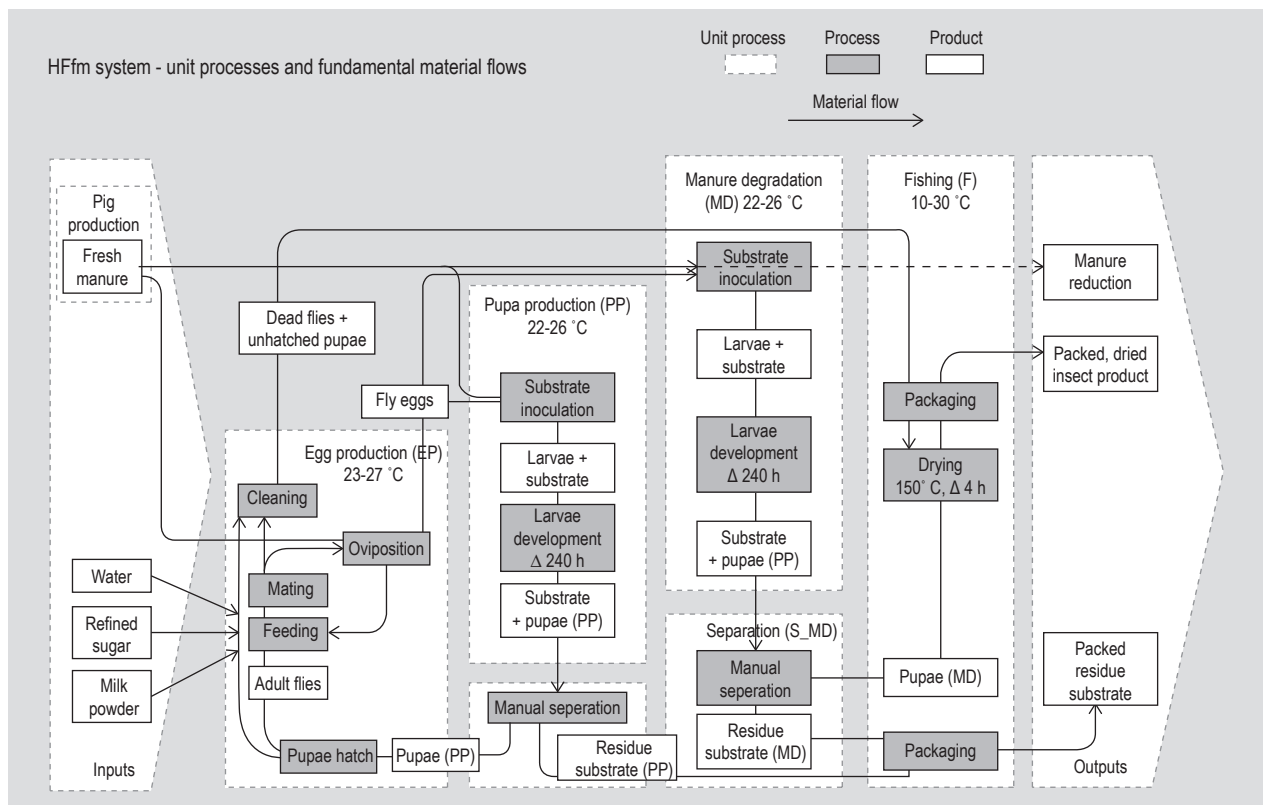 HFfm system - unit processes and fundamental material flows
Unit process
Process
Product
Material flow
Pig
production
Fresh
manure
Water
Refined
sugar
Milk
powder
Inputs
Dead flies +
unhatched pupae
Fly eggs
Egg production (EP)
23-27 ˚C
Cleaning
Oviposition
Mating
Feeding
Adult flies
Pupae hatch
Pupae (PP)
Pupa production (PP)
22-26 ˚C
Substrate
inoculation
Larvae +
substrate
Larvae
development
Δ 240 h
Substrate
+ pupae (PP)
Manual seperation
Residue
substrate (PP)
Manure degradation
(MD) 22-26 ˚C
Substrate
inoculation
Larvae +
substrate
Larvae
development
Δ 240 h
Substrate
+ pupae (PP)
Separation (S_MD)
Manual
seperation
Residue
substrate (MD)
Fishing (F)
10-30 ˚C
Packaging
Drying
150˚ C, Δ 4 h
Pupae (MD)
Packaging
Manure
reduction
Packed, dried
insect product
Packed
residue
substrate
Outputs